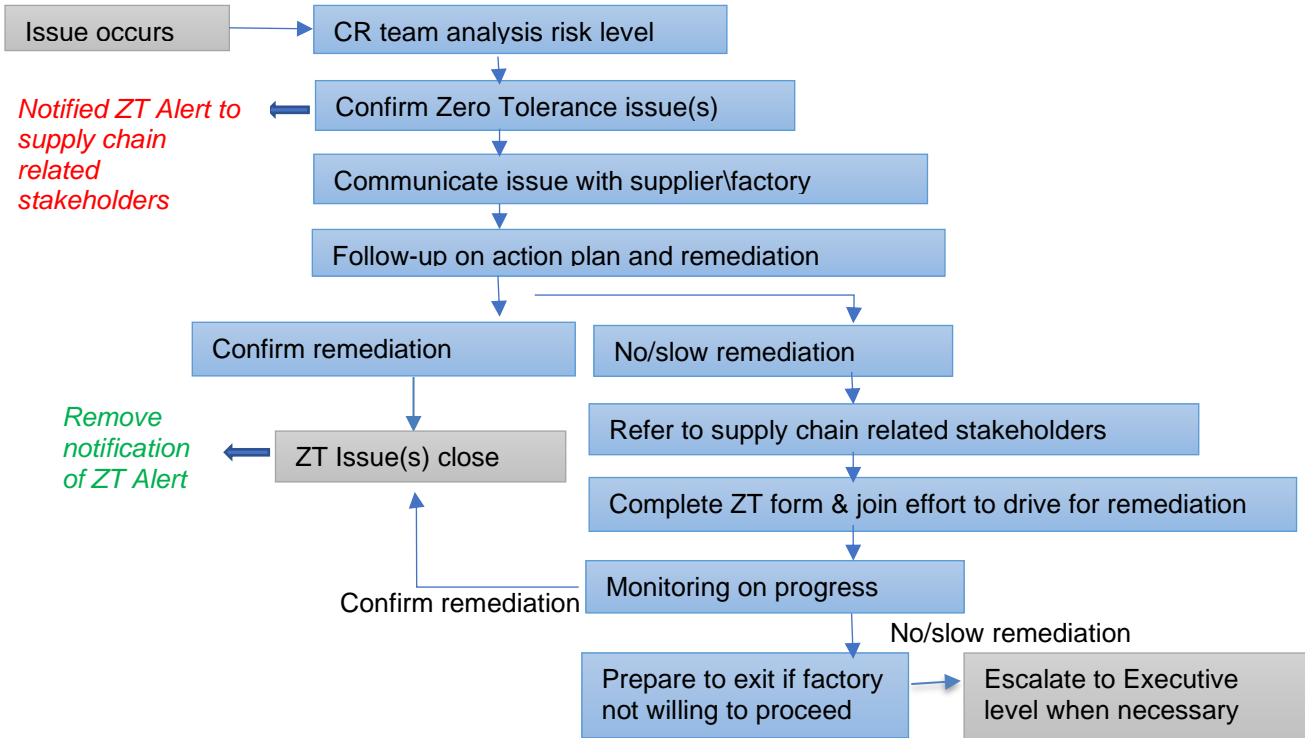 Issue occurs
CR team analysis risk level
Notified ZT Alert to
supply chain
related
stakeholders
Confirm Zero Tolerance issue(s)
Communicate issue with supplier\factory
Follow-up on action plan and remediation
Confirm remediation
No/slow remediation
Remove
notification
of ZT Alert
ZT Issue(s) close
Refer to supply chain related stakeholders
Complete ZT form & join effort to drive for remediation
Confirm remediation
Monitoring on progress
No/slow remediation
Prepare to exit if factory
not willing to proceed
Escalate to Executive
level when necessary